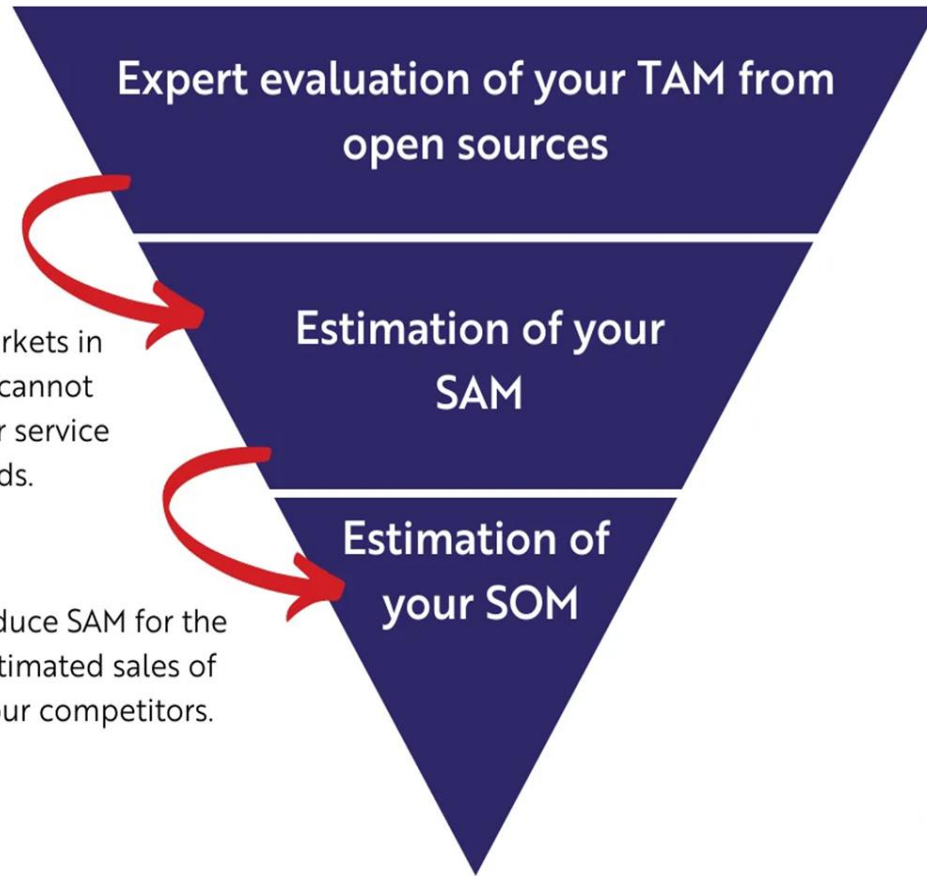 Expert evaluation of your TAM from
open sources
Estimation of your
SAM
rkets in
cannot
r service
ds.
Estimation of
your SOM
duce SAM for the
timated sales of
ur competitors.